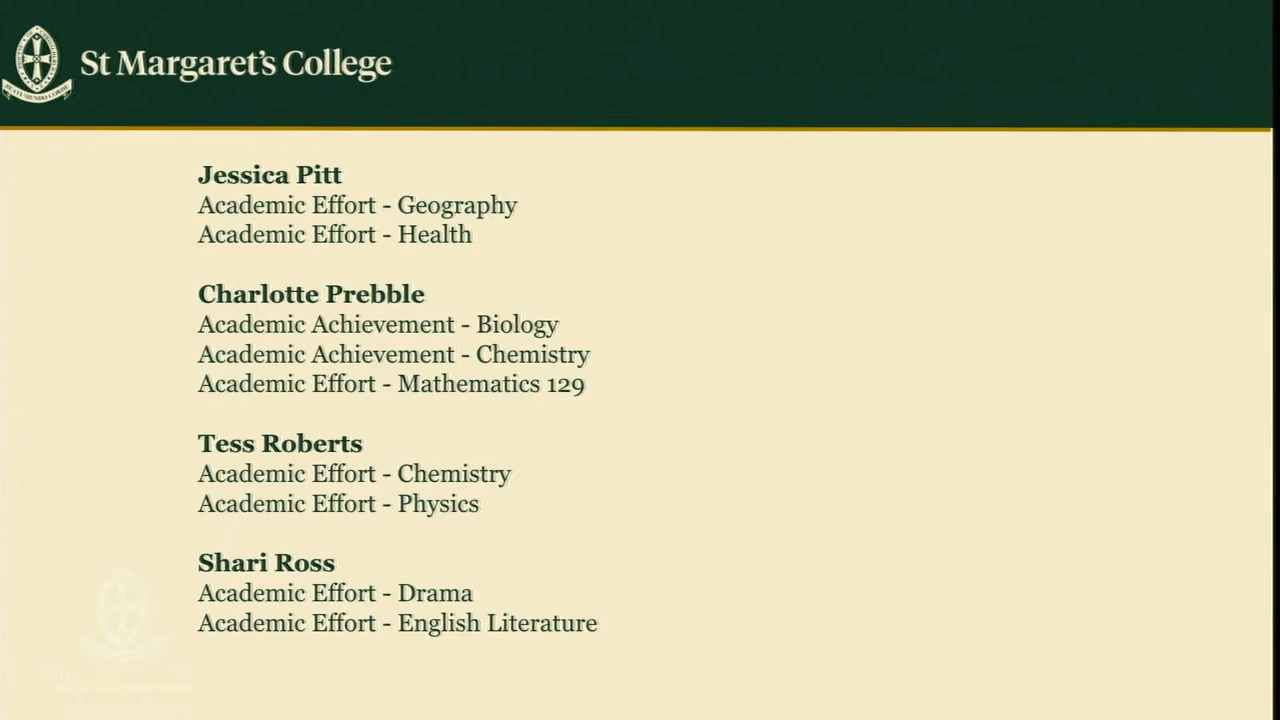 St Margaret's College
Jessica Pitt
Academic Effort - Geography
Academic Effort - Health
Charlotte Prebble
Academic Achievement - Biology
Academic Achievement - Chemistry
Academic Effort - Mathematics 129
Tess Roberts
Academic Effort - Chemistry
Academic Effort - Physics
Shari Ross
Academic Effort - Drama
Academic Effort - English Literature